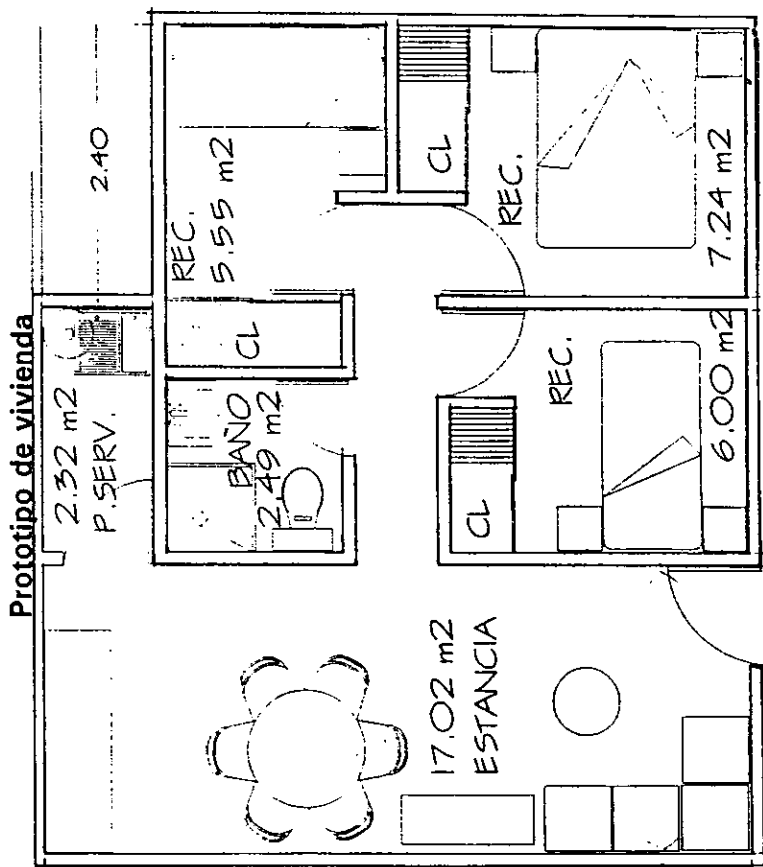 Prototipo de vivienda
2.32 m2
P.SERV.
2.40
REC.
5.55 m2
CL
BAÑO
2.49 m2
CL
REC.
7.24 m2
CL
REC.
6.00 m2
17.02 m2
ESTANCIA